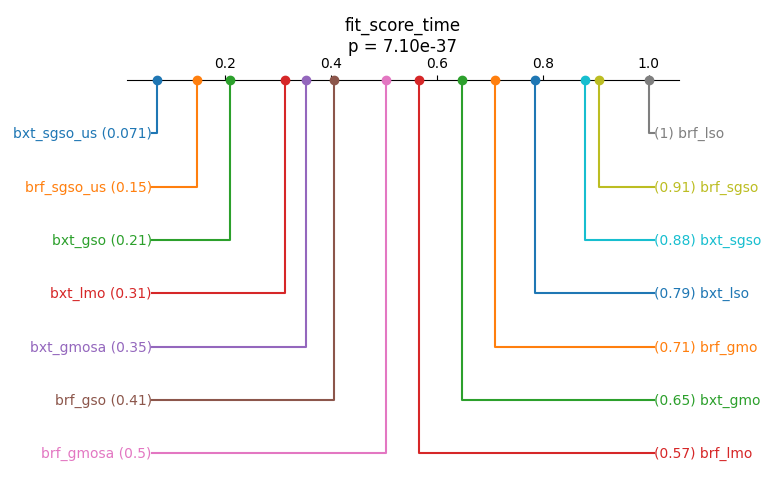 fit_score_time
p = 7.10e-37
0.2 0.4 0.6 0.8 1.0
bxt_sgso_us (0.071)
(1) brf_lso
brf_sgso_us (0.15)
(0.91) brf_sgso
bxt_gso (0.21)
(0.88) bxt_sgso
bxt_lmo (0.31)
(0.79) bxt_lso
bxt_gmosa (0.35)
(0.71) brf_gmo
brf_gso (0.41)
(0.65) bxt_gmo
brf_gmosa (0.5)
(0.57) brf_lmo